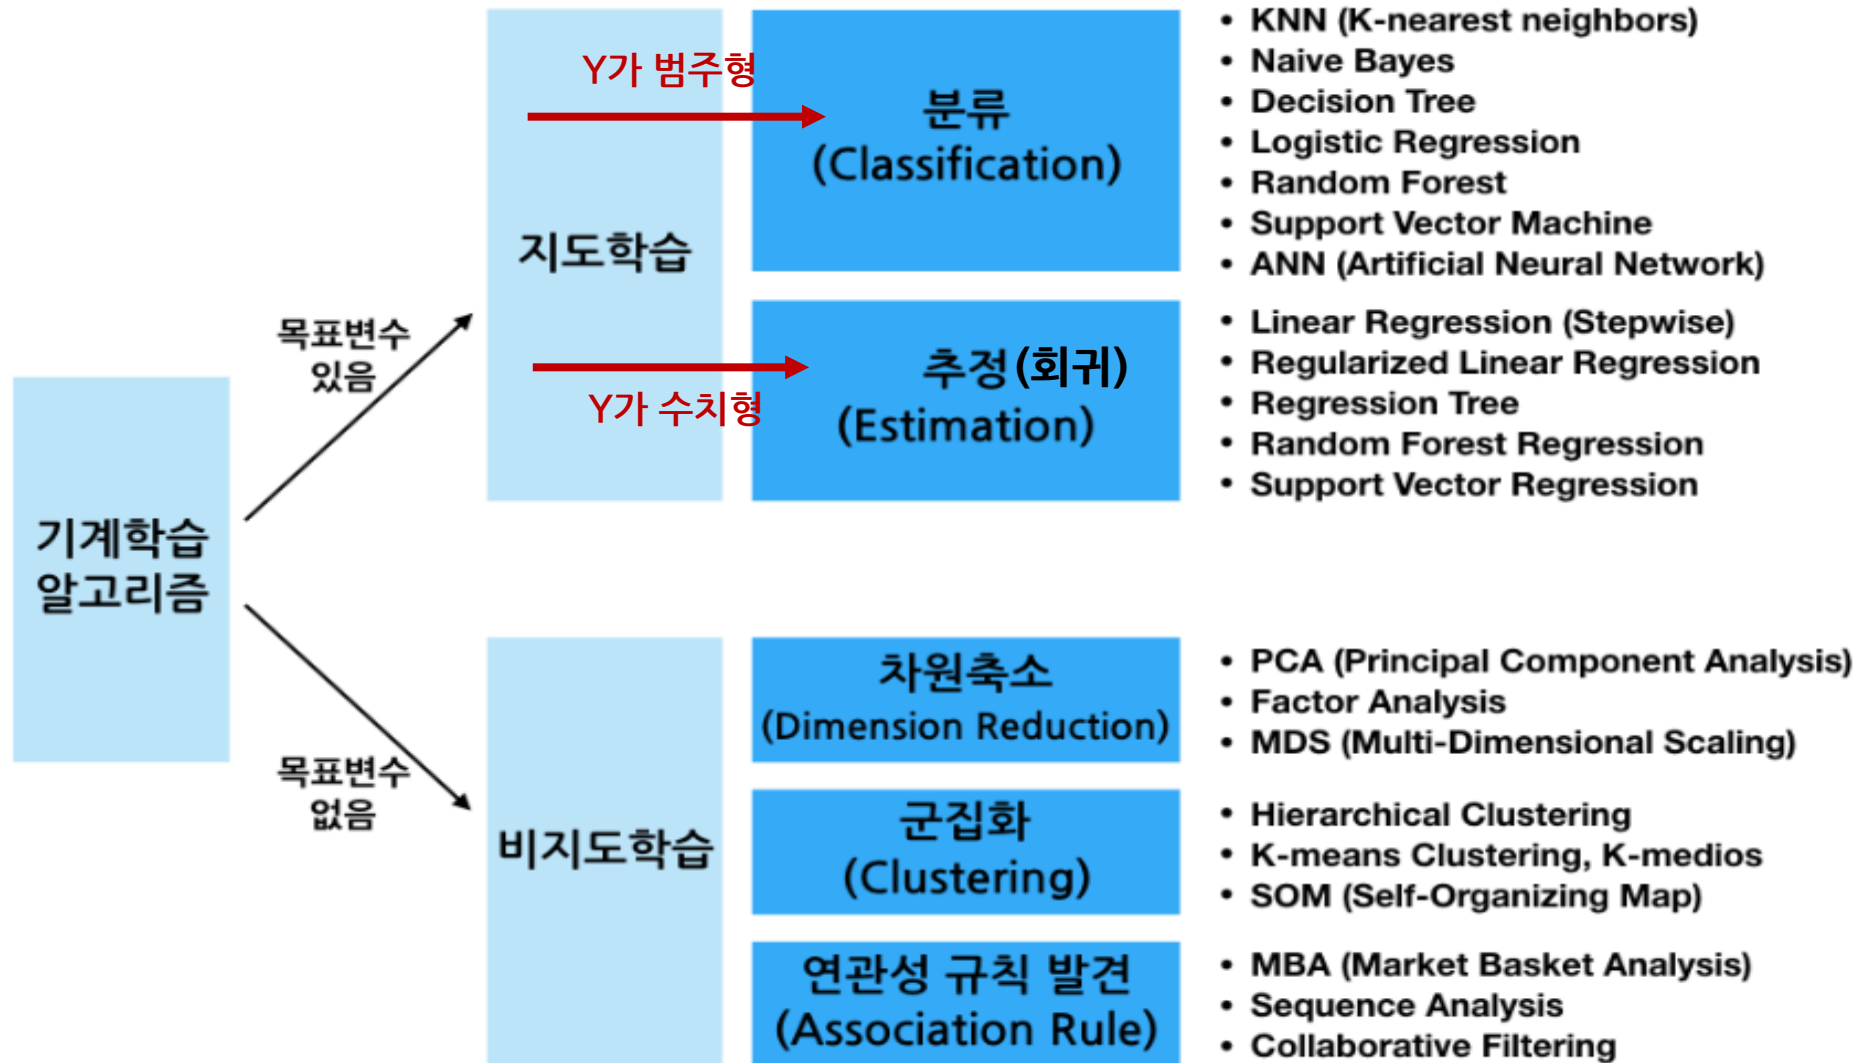 기계학습
알고리즘
목표변수
있음
지도학습
Y가 범주형
분류
(Classification)
• KNN (K-nearest neighbors)
• Naive Bayes
• Decision Tree
• Logistic Regression
• Random Forest
• Support Vector Machine
• ANN (Artificial Neural Network)
Y가 수치형
추정(회귀)
(Estimation)
• Linear Regression (Stepwise)
• Regularized Linear Regression
• Regression Tree
• Random Forest Regression
• Support Vector Regression
목표변수
없음
비지도학습
차원축소
(Dimension Reduction)
• PCA (Principal Component Analysis)
• Factor Analysis
• MDS (Multi-Dimensional Scaling)
군집화
(Clustering)
• Hierarchical Clustering
• K-means Clustering, K-medios
• SOM (Self-Organizing Map)
연관성 규칙 발견
(Association Rule)
• MBA (Market Basket Analysis)
• Sequence Analysis
• Collaborative Filtering